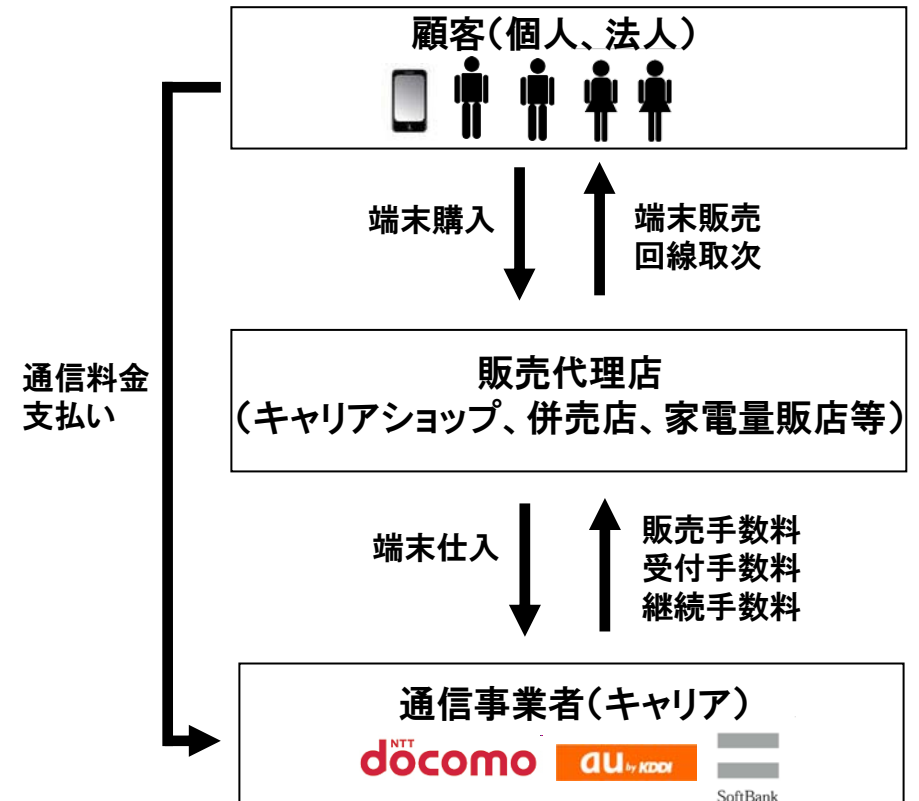 顧客（個人、法人）
端末購入
端末販売
回線取次
通信料金
支払い
販売代理店
（キャリアショップ、併売店、家電量販店等）
端末仕入
販売手数料
受付手数料
継続手数料
通信事業者（キャリア）
NTT
döcomo
au by KDDI
SoftBank